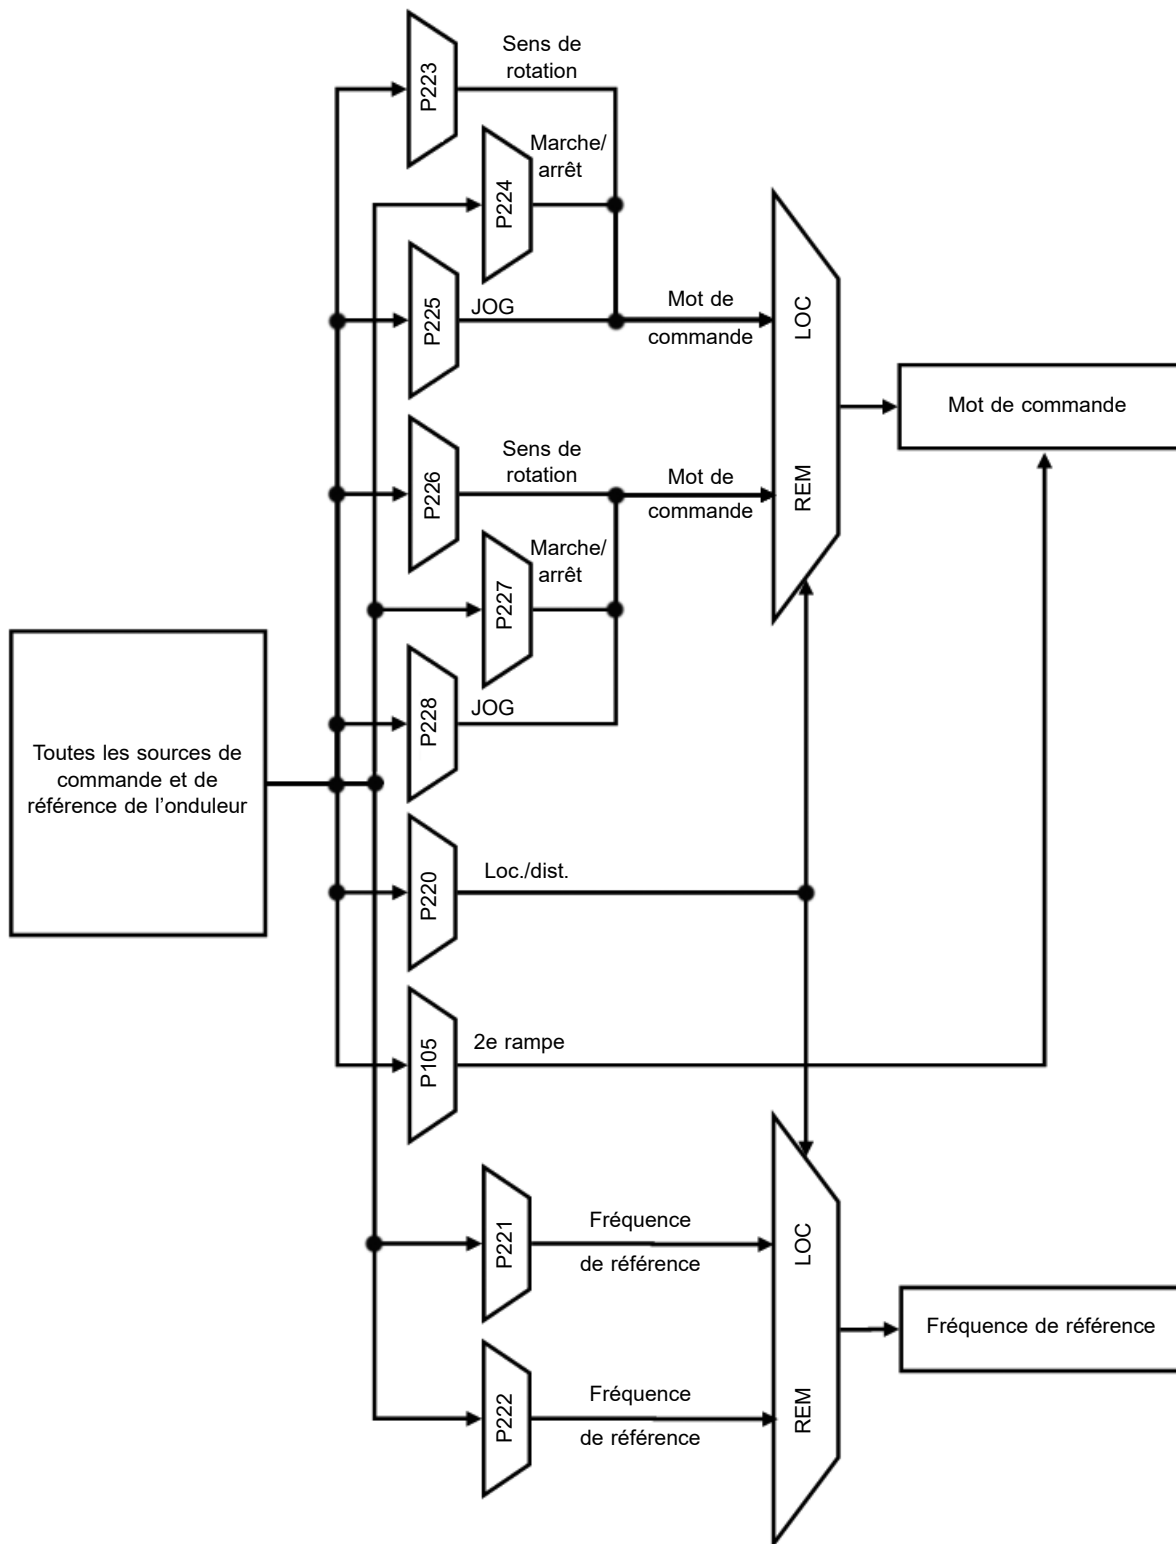 Sens de
rotation
P223
Marche/
arrêt
P224
P225
JOG
Mot de
commande
LOC
Mot de commande
P226
Sens de
rotation
Mot de
commande
REM
Marche/
arrêt
P227
P228
JOG
Toutes les sources de
commande et de
référence de l’onduleur
P220
Loc./dist.
P105
2e rampe
P221
Fréquence
de référence
LOC
Fréquence de référence
P222
Fréquence
de référence
REM